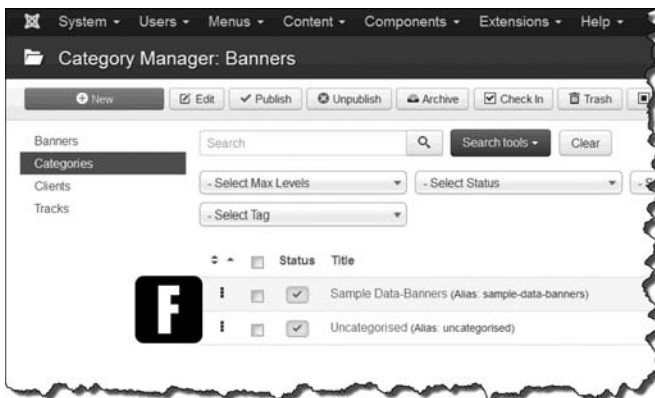 System Users Menus Content Components Extensions Help
Category Manager: Banners
New Edit Publish Unpublish Archive Check In Trash
Banners
Categories
Clients
Tracks
Search Search tools Clear
- Select Max Levels - Select Status
- Select Tag
Status Title
F
Sample Data-Banners (Alias: sample-data-banners)
Uncategorised (Alias: uncategorised)